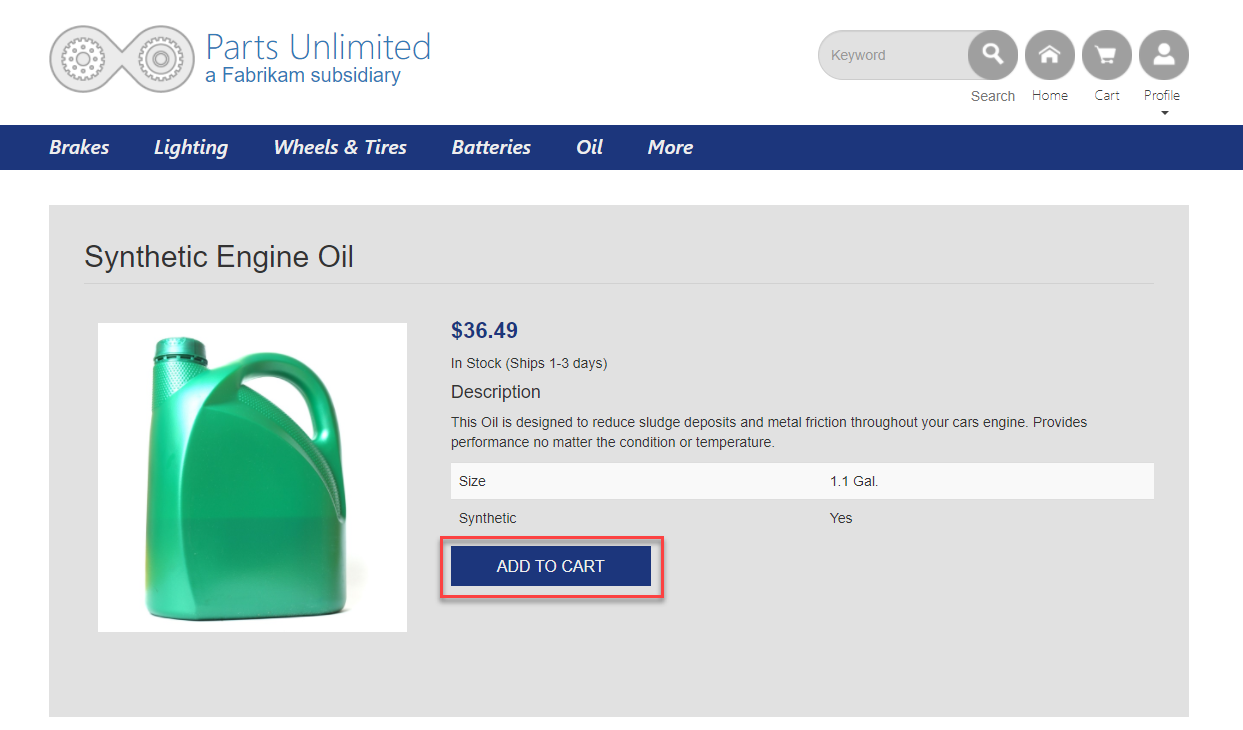 Parts Unlimited
a Fabrikam subsidiary
Keyword
Search Home Cart Profile
Brakes Lighting Wheels & Tires Batteries Oil More
Synthetic Engine Oil
$36.49
In Stock (Ships 1-3 days)
Description
This Oil is designed to reduce sludge deposits and metal friction throughout your cars engine. Provides
performance no matter the condition or temperature.
Size 1.1 Gal.
Synthetic Yes
ADD TO CART